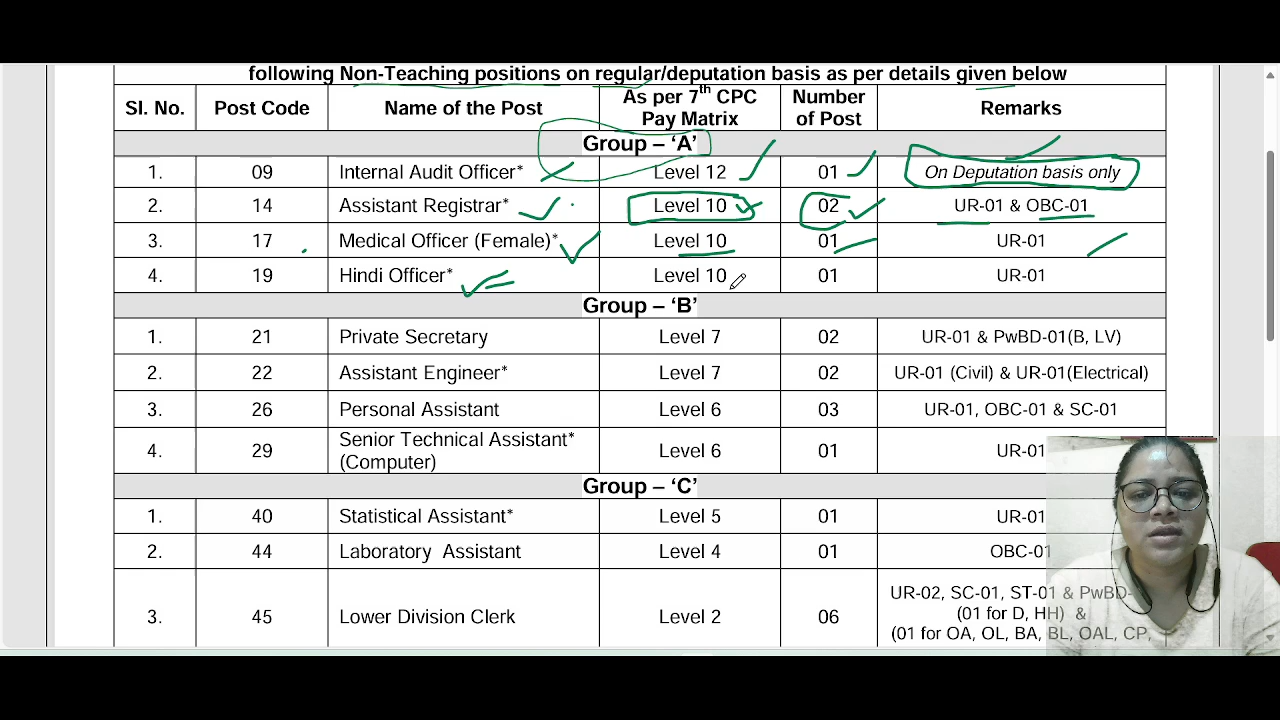 following Non-Teaching positions on regular/deputation basis as per details given below
Sl. No. Post Code Name of the Post As per 7th CPC Pay Matrix Number of Post Remarks
Group – ‘A’
1. 09 Internal Audit Officer* Level 12 01 On Deputation basis only
2. 14 Assistant Registrar* Level 10 02 UR-01 & OBC-01
3. 17 Medical Officer (Female)* Level 10 01 UR-01
4. 19 Hindi Officer* Level 10 01 UR-01
Group – ‘B’
1. 21 Private Secretary Level 7 02 UR-01 & PwBD-01(B, LV)
2. 22 Assistant Engineer* Level 7 02 UR-01 (Civil) & UR-01(Electrical)
3. 26 Personal Assistant Level 6 03 UR-01, OBC-01 & SC-01
4. 29 Senior Technical Assistant* (Computer) Level 6 01 UR-01
Group – ‘C’
1. 40 Statistical Assistant* Level 5 01 UR-01
2. 44 Laboratory Assistant Level 4 01 OBC-01
3. 45 Lower Division Clerk Level 2 06 UR-02, SC-01, ST-01 & PwBD-
(01 for D, HH) &
(01 for OA, OL, BA, BL, OAL, CP,